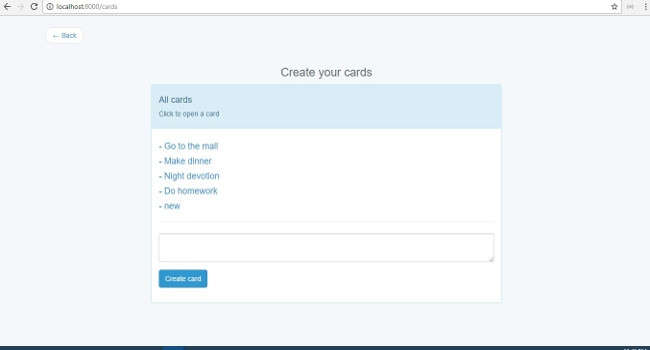 localhost:8000/cards
← Back
Create your cards
All cards
Click to open a card
- Go to the mall
- Make dinner
- Night devotion
- Do homework
- new
Create card